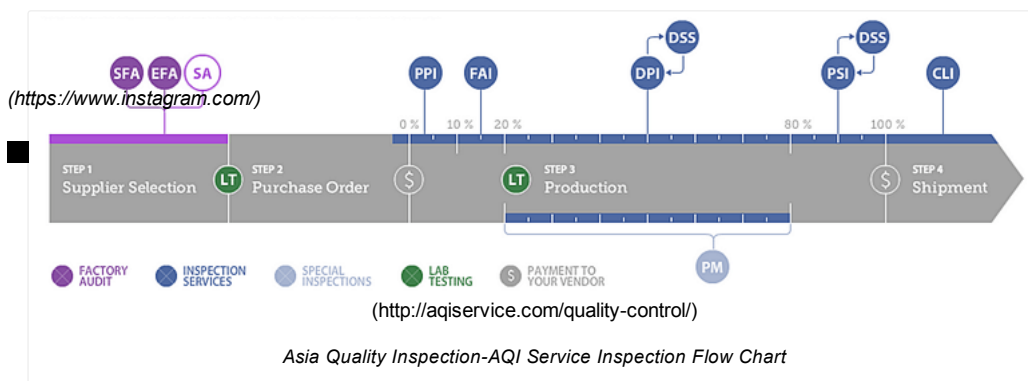 DSS DSS
SFA EFA SA PPI FAI DPI PSI CLI
(https://www.instagram.com/)
0 % 10 % 20 % 80 % 100 %
STEP 1
Supplier Selection
LT
STEP 2
Purchase Order
$
LT
STEP 3
Production
$
STEP 4
Shipment
PM
FACTORY
AUDIT
INSPECTION
SERVICES
SPECIAL
INSPECTIONS
LAB
TESTING
$
PAYMENT TO
YOUR VENDOR
(http://aqiservice.com/quality-control/)
Asia Quality Inspection-AQI Service Inspection Flow Chart